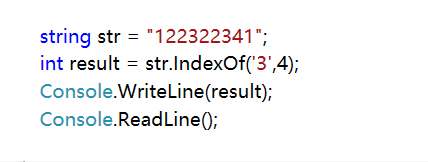 string str = "122322341";
int result = str.IndexOf('3',4);
Console.WriteLine(result);
Console.ReadLine();